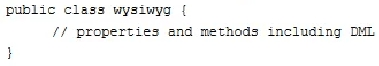 public class wysiwyg {
// properties and methods including DML
}